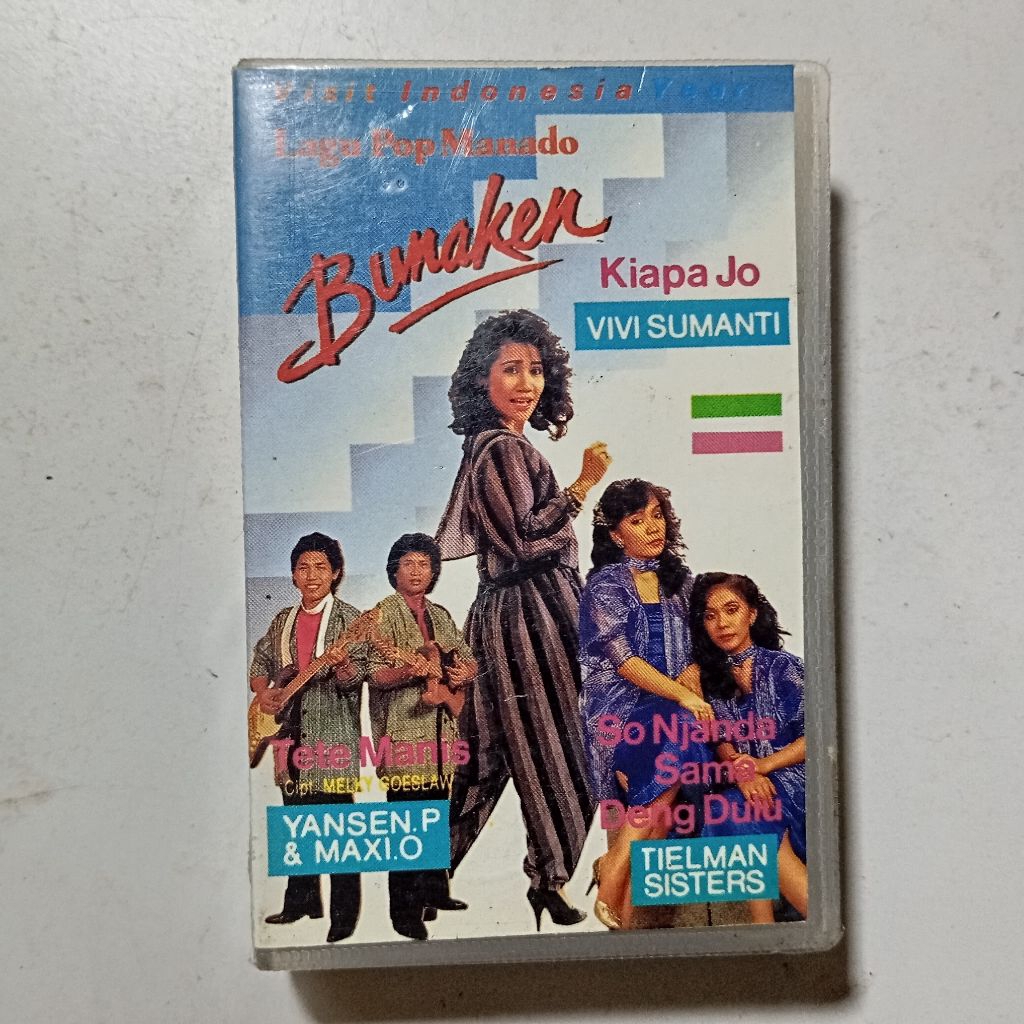 Visit Indonesia Year
Lagu Pop Manado
Bunaken
Kiapa Jo
VIVI SUMANTI
Tete Manis
Cipt. MELKY GOESLAW
YANSEN.P
& MAXI.O
So Njanda
Sama
Deng Dulu
TIELMAN
SISTERS